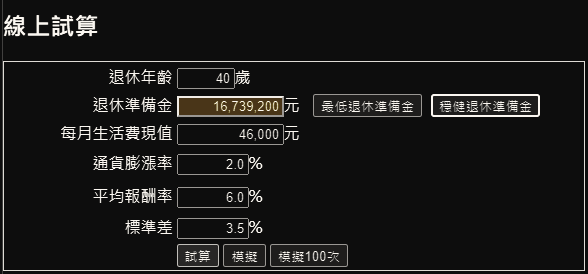 線上試算
退休年齡 40 歲
退休準備金 16,739,200 元 最低退休準備金 穩健退休準備金
每月生活費現值 46,000 元
通貨膨漲率 2.0 %
平均報酬率 6.0 %
標準差 3.5 %
試算 模擬 模擬100次